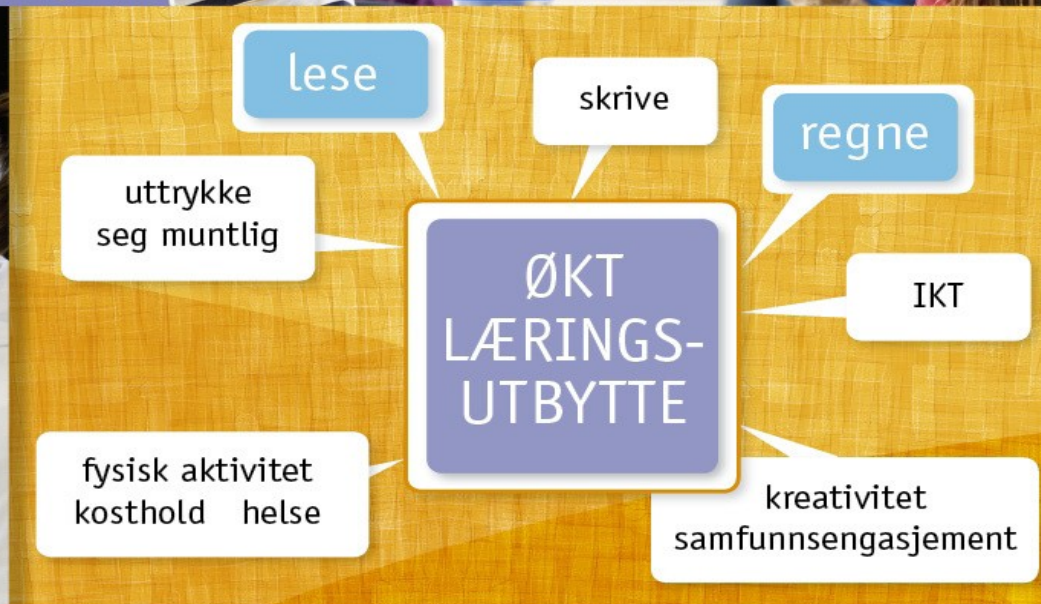 lese
skrive
regne
uttrykke
seg muntlig
ØKT
LÆRINGS-
UTBYTTE
IKT
fysisk aktivitet
kosthold helse
kreativitet
samfunnsengasjement